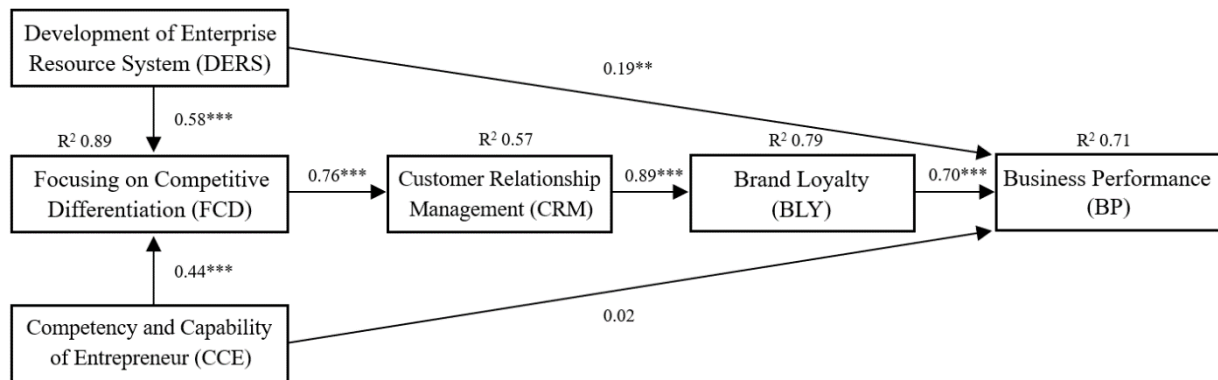 Development of Enterprise
Resource System (DERS)
0.19**
0.58***
R² 0.89
R² 0.57
R² 0.79
R² 0.71
Focusing on Competitive
Differentiation (FCD)
0.76***
Customer Relationship
Management (CRM)
0.89***
Brand Loyalty
(BLY)
0.70***
Business Performance
(BP)
0.44***
0.02
Competency and Capability
of Entrepreneur (CCE)